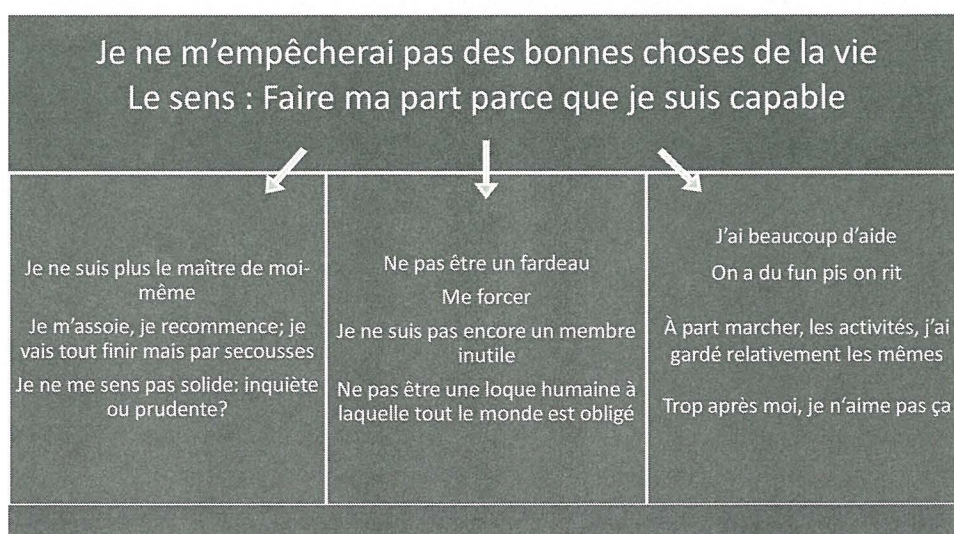 Je ne m'empêcherai pas des bonnes choses de la vie
Le sens : Faire ma part parce que je suis capable
Je ne suis plus le maître de moi-
même
Je m'assoie, je recommence; je
vais tout finir mais par secousses
Je ne me sens pas solide: inquiète
ou prudente?
Ne pas être un fardeau
Me forcer
Je ne suis pas encore un membre
inutile
Ne pas être une loque humaine à
laquelle tout le monde est obligé
J'ai beaucoup d'aide
On a du fun pis on rit
À part marcher, les activités, j'ai
gardé relativement les mêmes
Trop après moi, je n'aime pas ça